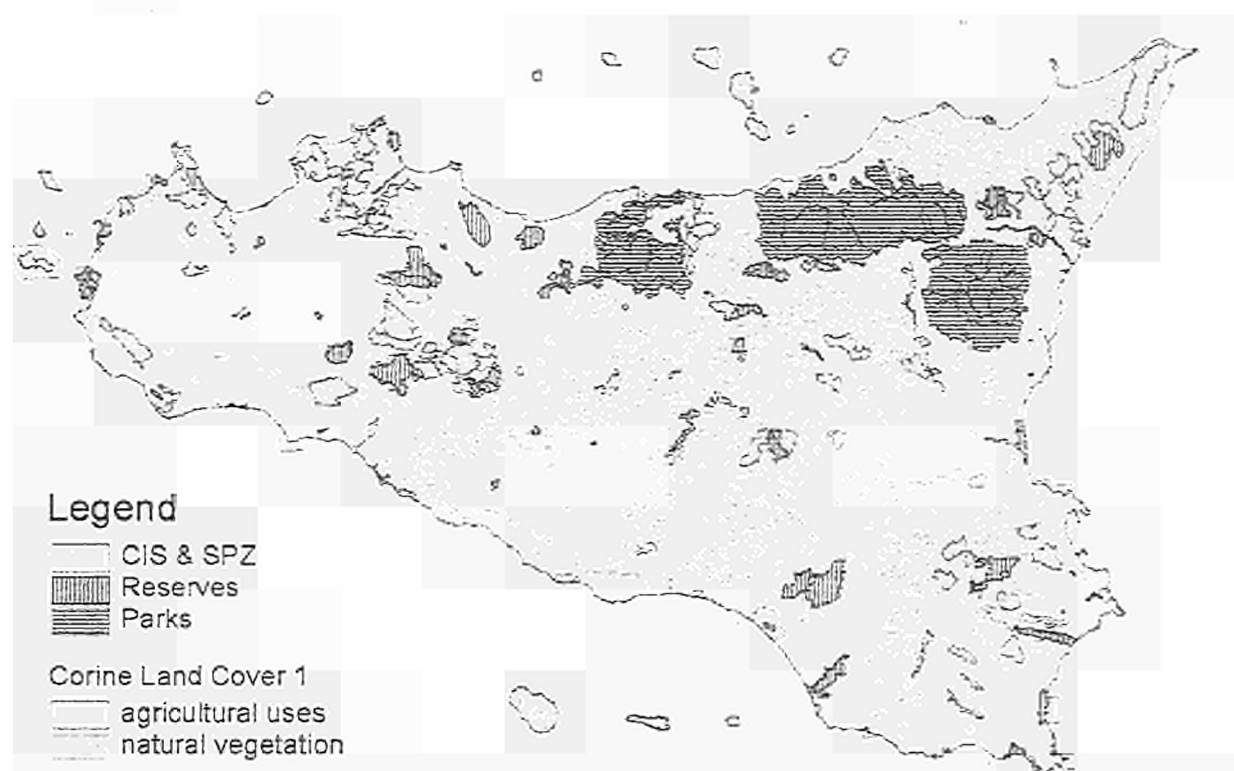 Legend
CIS & SPZ
Reserves
Parks
Corine Land Cover 1
agricultural uses
natural vegetation